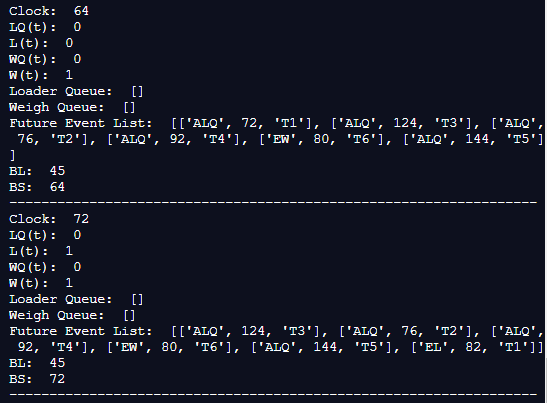 Clock:  64
LQ(t):  0
L(t):  0
WQ(t):  0
W(t):  1
Loader Queue:  []
Weigh Queue:  []
Future Event List:  [['ALQ', 72, 'T1'], ['ALQ', 124, 'T3'], ['ALQ',
 76, 'T2'], ['ALQ', 92, 'T4'], ['EW', 80, 'T6'], ['ALQ', 144, 'T5']
]
BL:  45
BS:  64
------------------------------------------------------------------
Clock:  72
LQ(t):  0
L(t):  1
WQ(t):  0
W(t):  1
Loader Queue:  []
Weigh Queue:  []
Future Event List:  [['ALQ', 124, 'T3'], ['ALQ', 76, 'T2'], ['ALQ',
 92, 'T4'], ['EW', 80, 'T6'], ['ALQ', 144, 'T5'], ['EL', 82, 'T1']]
BL:  45
BS:  72
------------------------------------------------------------------